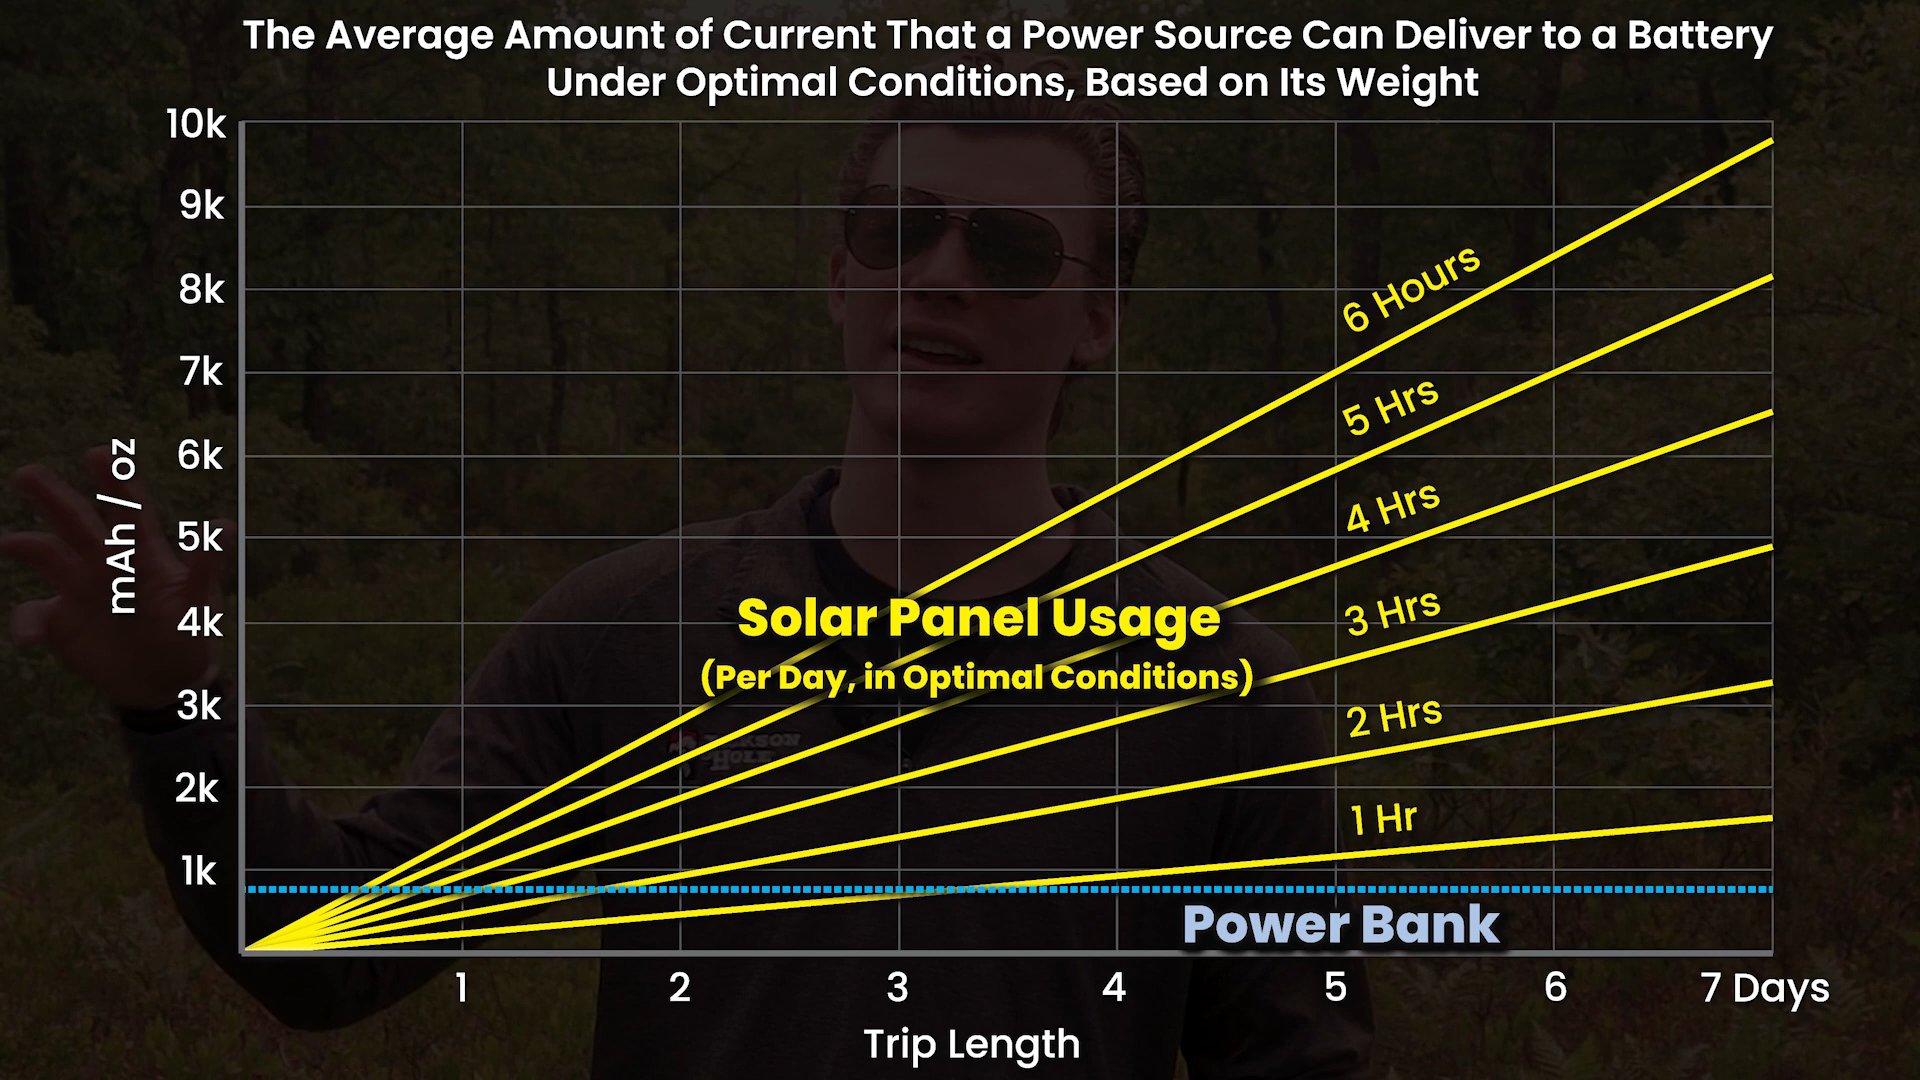 The Average Amount of Current That a Power Source Can Deliver to a Battery
Under Optimal Conditions, Based on Its Weight
10k
9k
8k
7k
6k
5k
4k
3k
2k
1k
mAh / oz
6 Hours
5 Hrs
4 Hrs
3 Hrs
2 Hrs
1 Hr
Solar Panel Usage
(Per Day, in Optimal Conditions)
JACKSON
HOLE
Power Bank
1 2 3 4 5 6 7 Days
Trip Length